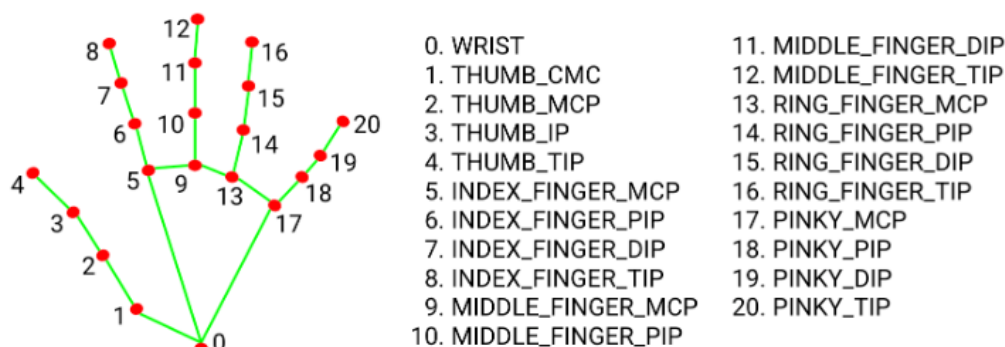 12
8
16
11
7
15
10
20
6
14
19
4
5
9
13
18
3
17
2
1
0
0. WRIST
1. THUMB_CMC
2. THUMB_MCP
3. THUMB_IP
4. THUMB_TIP
5. INDEX_FINGER_MCP
6. INDEX_FINGER_PIP
7. INDEX_FINGER_DIP
8. INDEX_FINGER_TIP
9. MIDDLE_FINGER_MCP
10. MIDDLE_FINGER_PIP
11. MIDDLE_FINGER_DIP
12. MIDDLE_FINGER_TIP
13. RING_FINGER_MCP
14. RING_FINGER_PIP
15. RING_FINGER_DIP
16. RING_FINGER_TIP
17. PINKY_MCP
18. PINKY_PIP
19. PINKY_DIP
20. PINKY_TIP